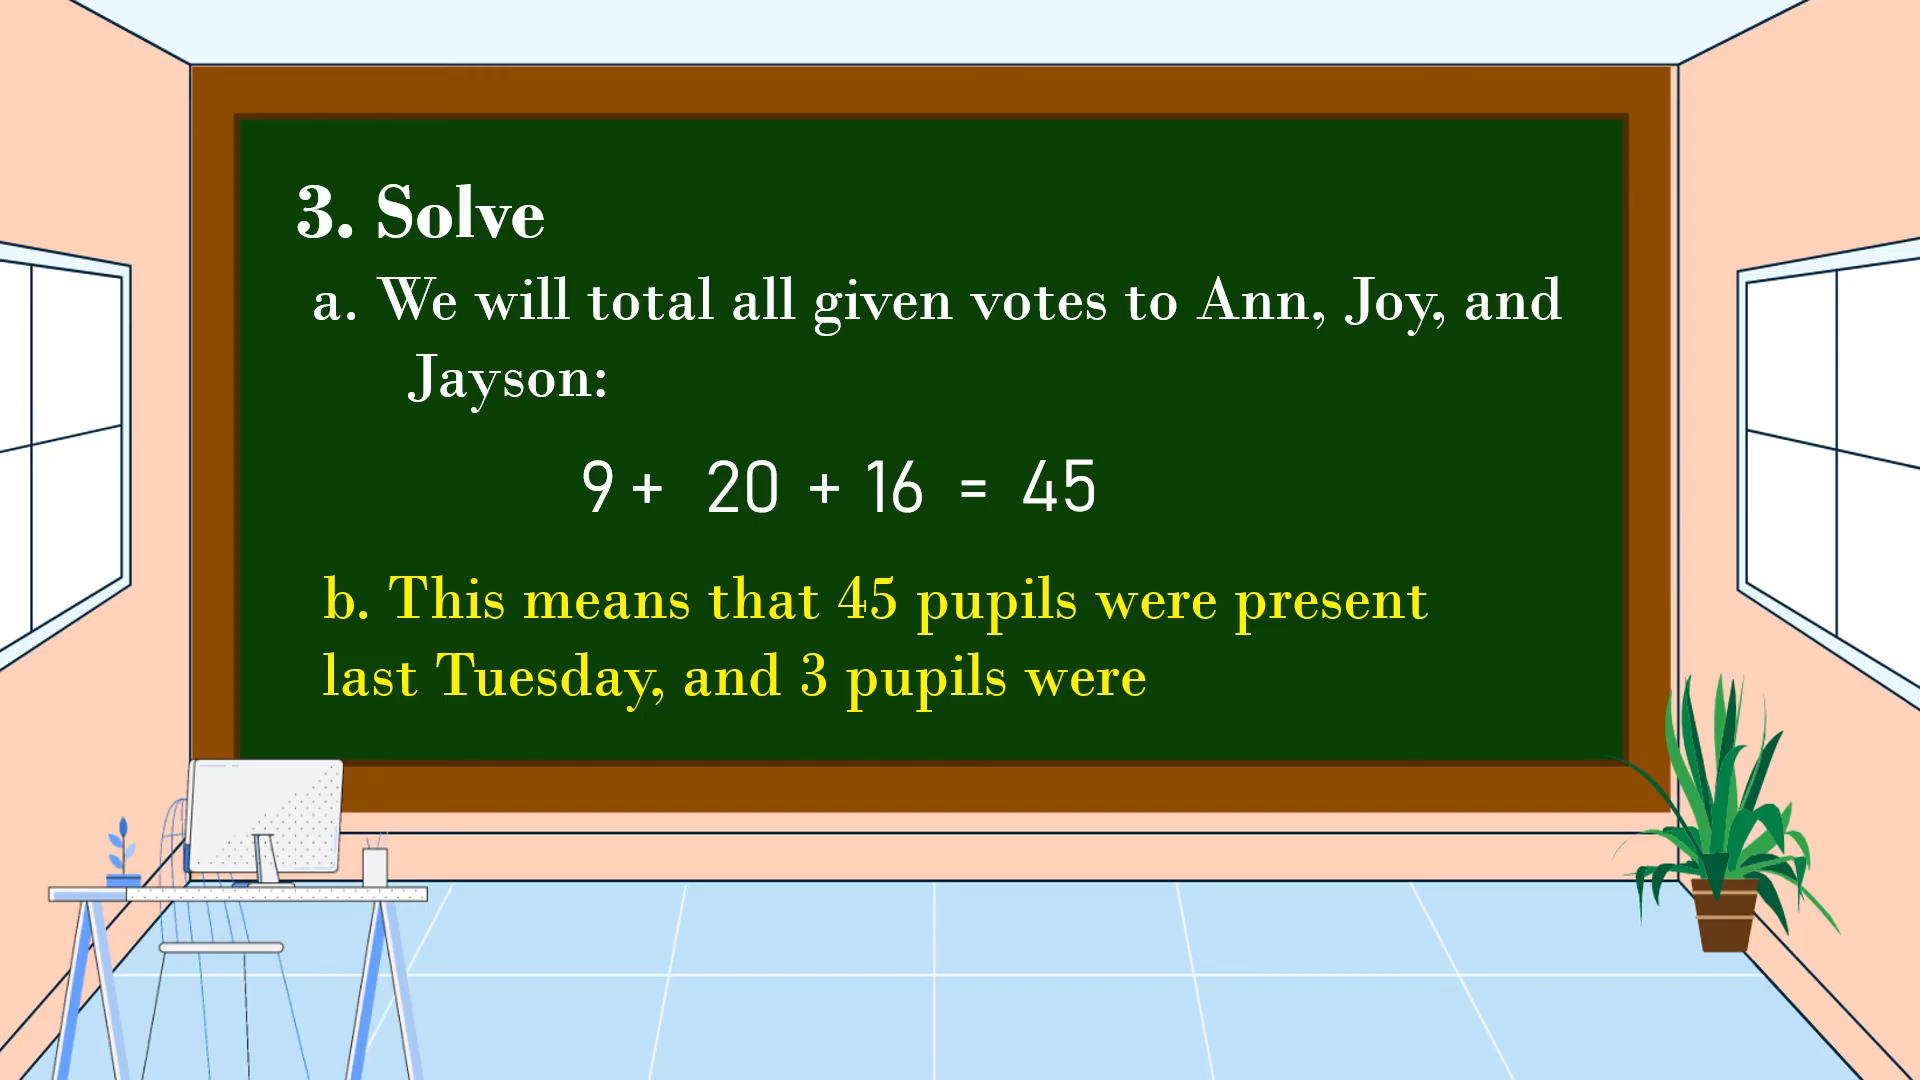 3. Solve
a. We will total all given votes to Ann, Joy, and
Jayson:
9 + 20 + 16 = 45
b. This means that 45 pupils were present
last Tuesday, and 3 pupils were